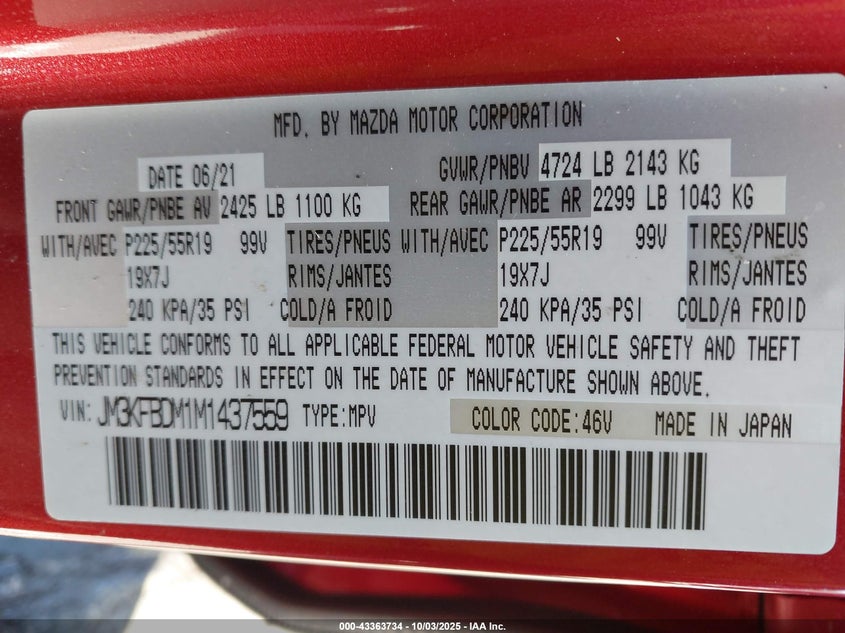 MFD. BY MAZDA MOTOR CORPORATION
DATE 06/21 GVWR/PNBV 4724 LB 2143 KG
FRONT GAWR/PNBE AV 2425 LB 1100 KG REAR GAWR/PNBE AR 2299 LB 1043 KG
WITH/AVEC P225/55R19 99V TIRES/PNEUS WITH/AVEC P225/55R19 99V TIRES/PNEUS
19X7J RIMS/JANTES 19X7J RIMS/JANTES
240 KPA/35 PSI COLD/A FROID 240 KPA/35 PSI COLD/A FROID
THIS VEHICLE CONFORMS TO ALL APPLICABLE FEDERAL MOTOR VEHICLE SAFETY AND THEFT
PREVENTION STANDARDS IN EFFECT ON THE DATE OF MANUFACTURE SHOWN ABOVE.
VIN: JM3KFBDM1M1437559 TYPE:MPV COLOR CODE:46V MADE IN JAPAN
000-43363734 - 10/03/2025 - IAA Inc.